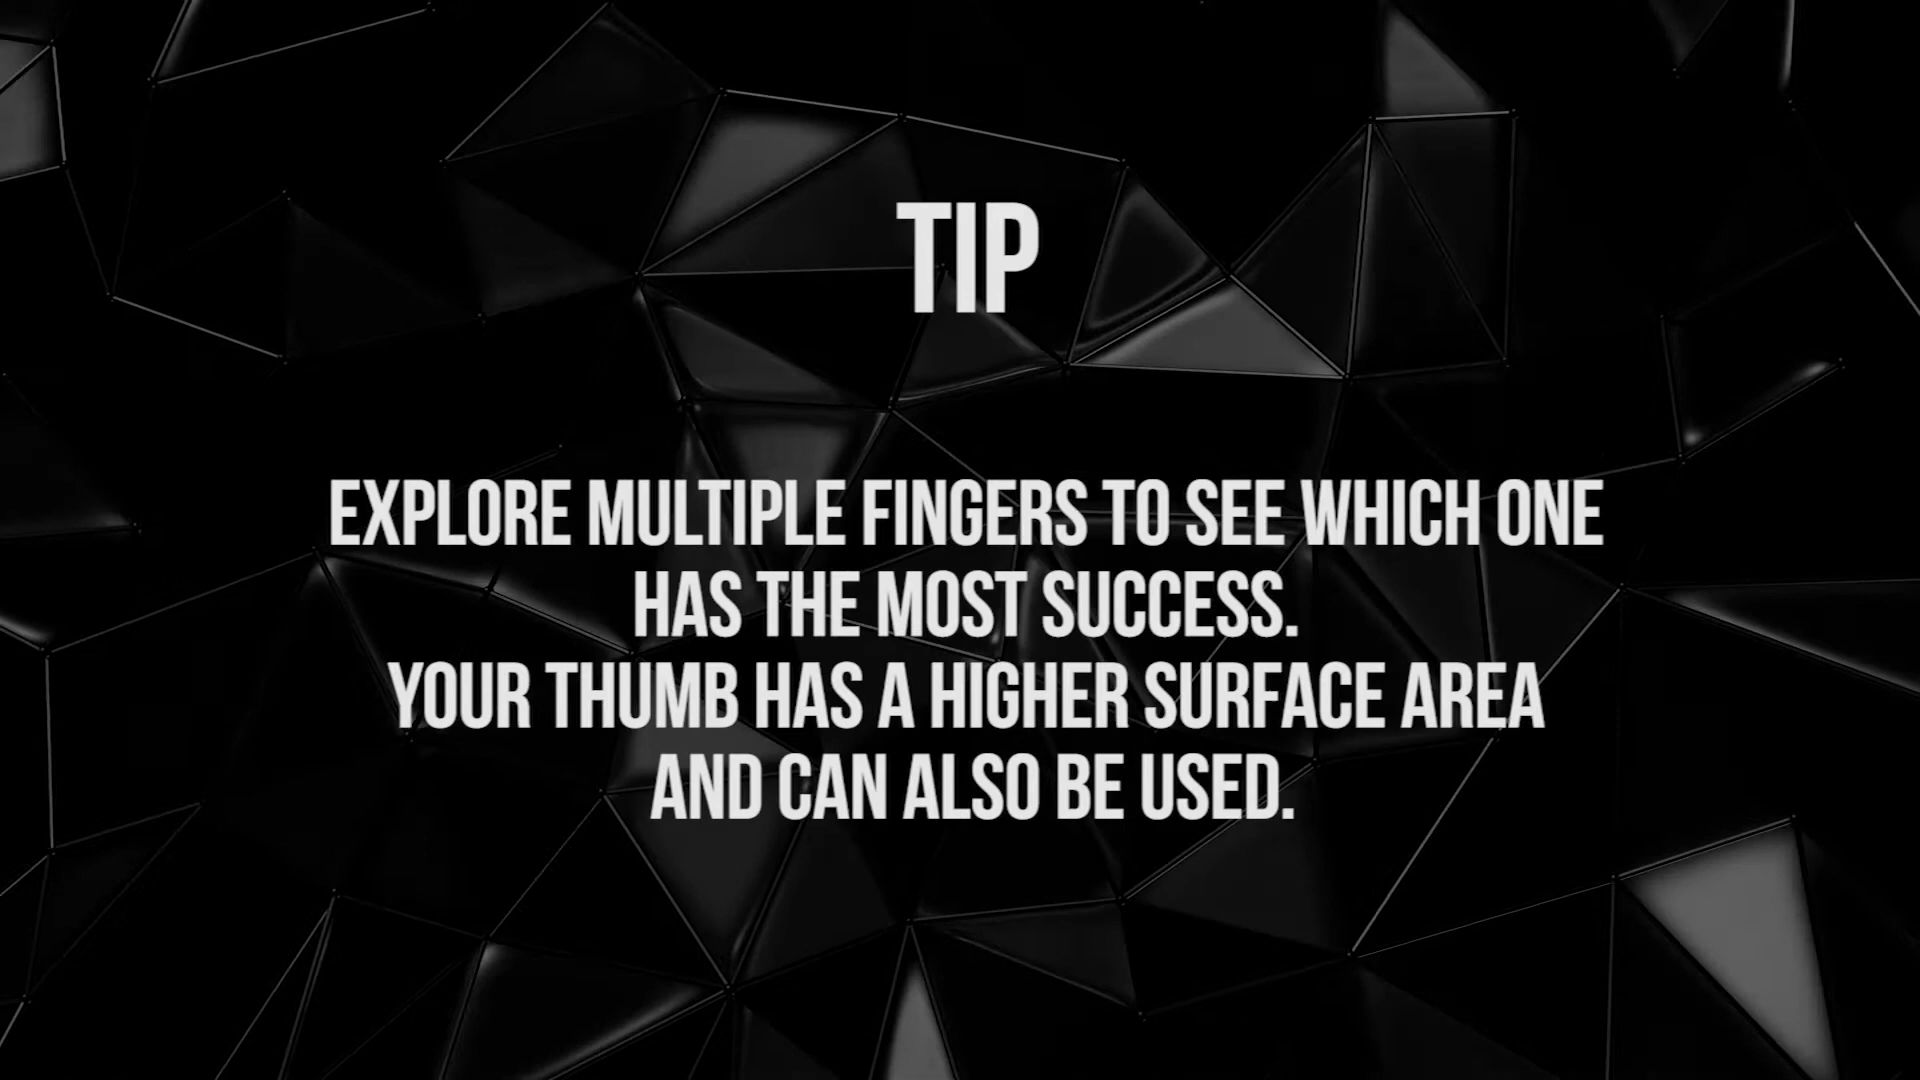 TIP
EXPLORE MULTIPLE FINGERS TO SEE WHICH ONE
HAS THE MOST SUCCESS.
YOUR THUMB HAS A HIGHER SURFACE AREA
AND CAN ALSO BE USED.